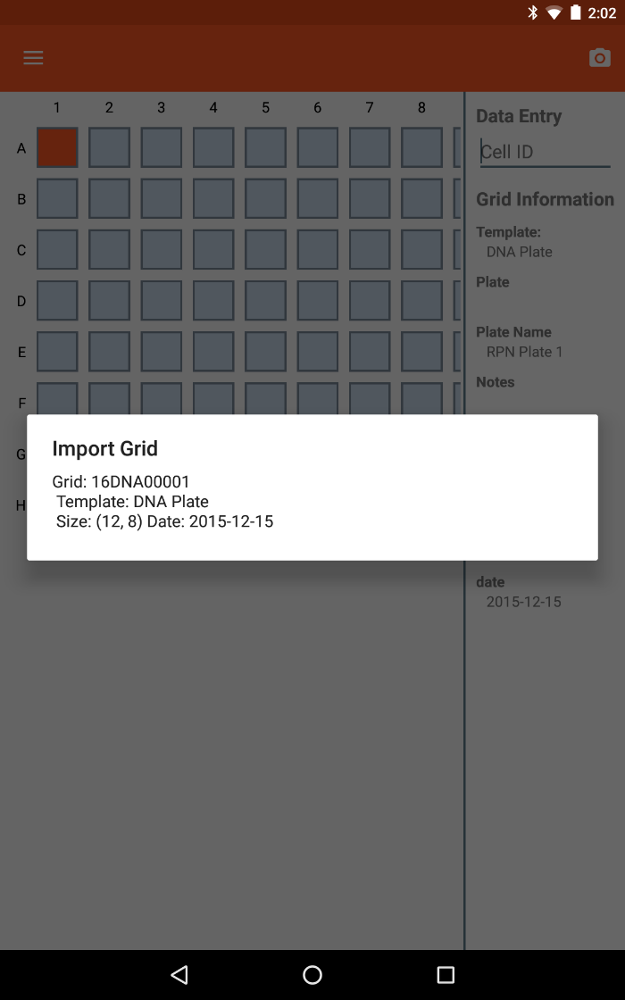 2:02
1 2 3 4 5 6 7 8
A
B
C
D
E
F
G
H
Data Entry
Cell ID
Grid Information
Template:
DNA Plate
Plate
Plate Name
RPN Plate 1
Notes
Import Grid
Grid: 16DNA00001
Template: DNA Plate
Size: (12, 8) Date: 2015-12-15
date
2015-12-15